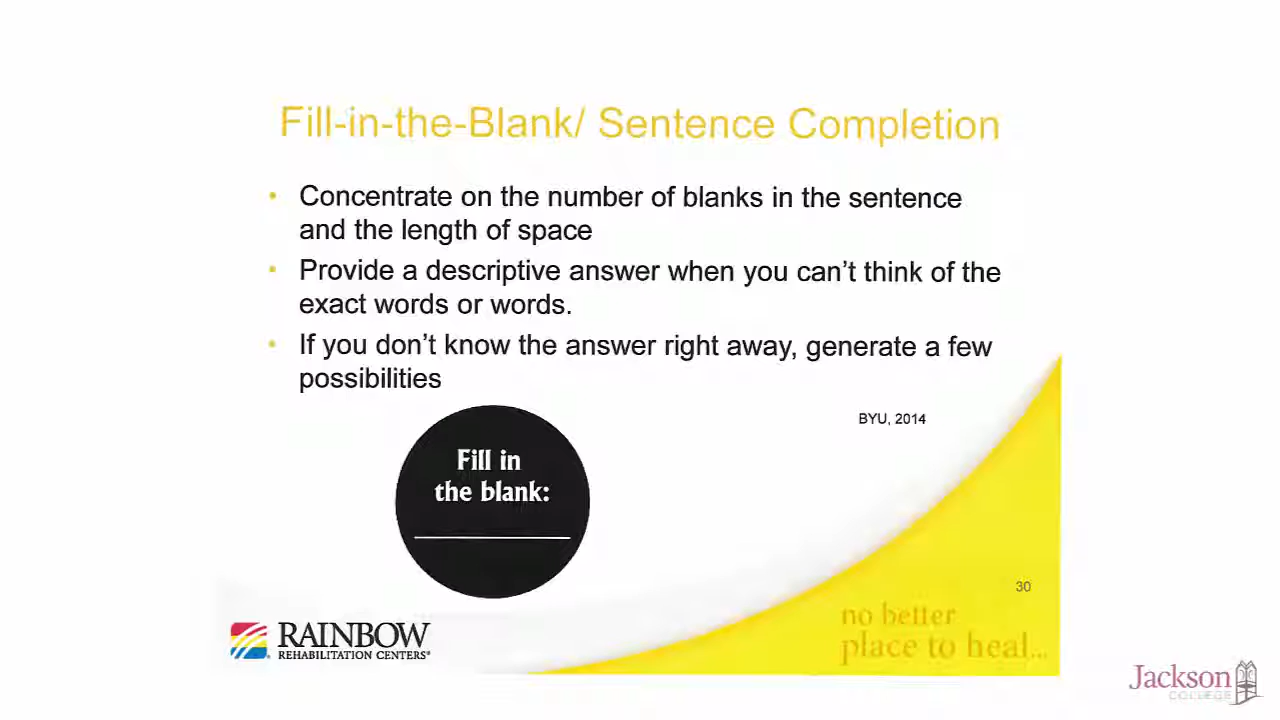 Fill-in-the-Blank/ Sentence Completion
• Concentrate on the number of blanks in the sentence
and the length of space
• Provide a descriptive answer when you can't think of the
exact words or words.
• If you don't know the answer right away, generate a few
possibilities
BYU, 2014
Fill in
the blank:
30
no better
place to heal...
RAINBOW
REHABILITATION CENTERS®
Jackson
COLLEGE